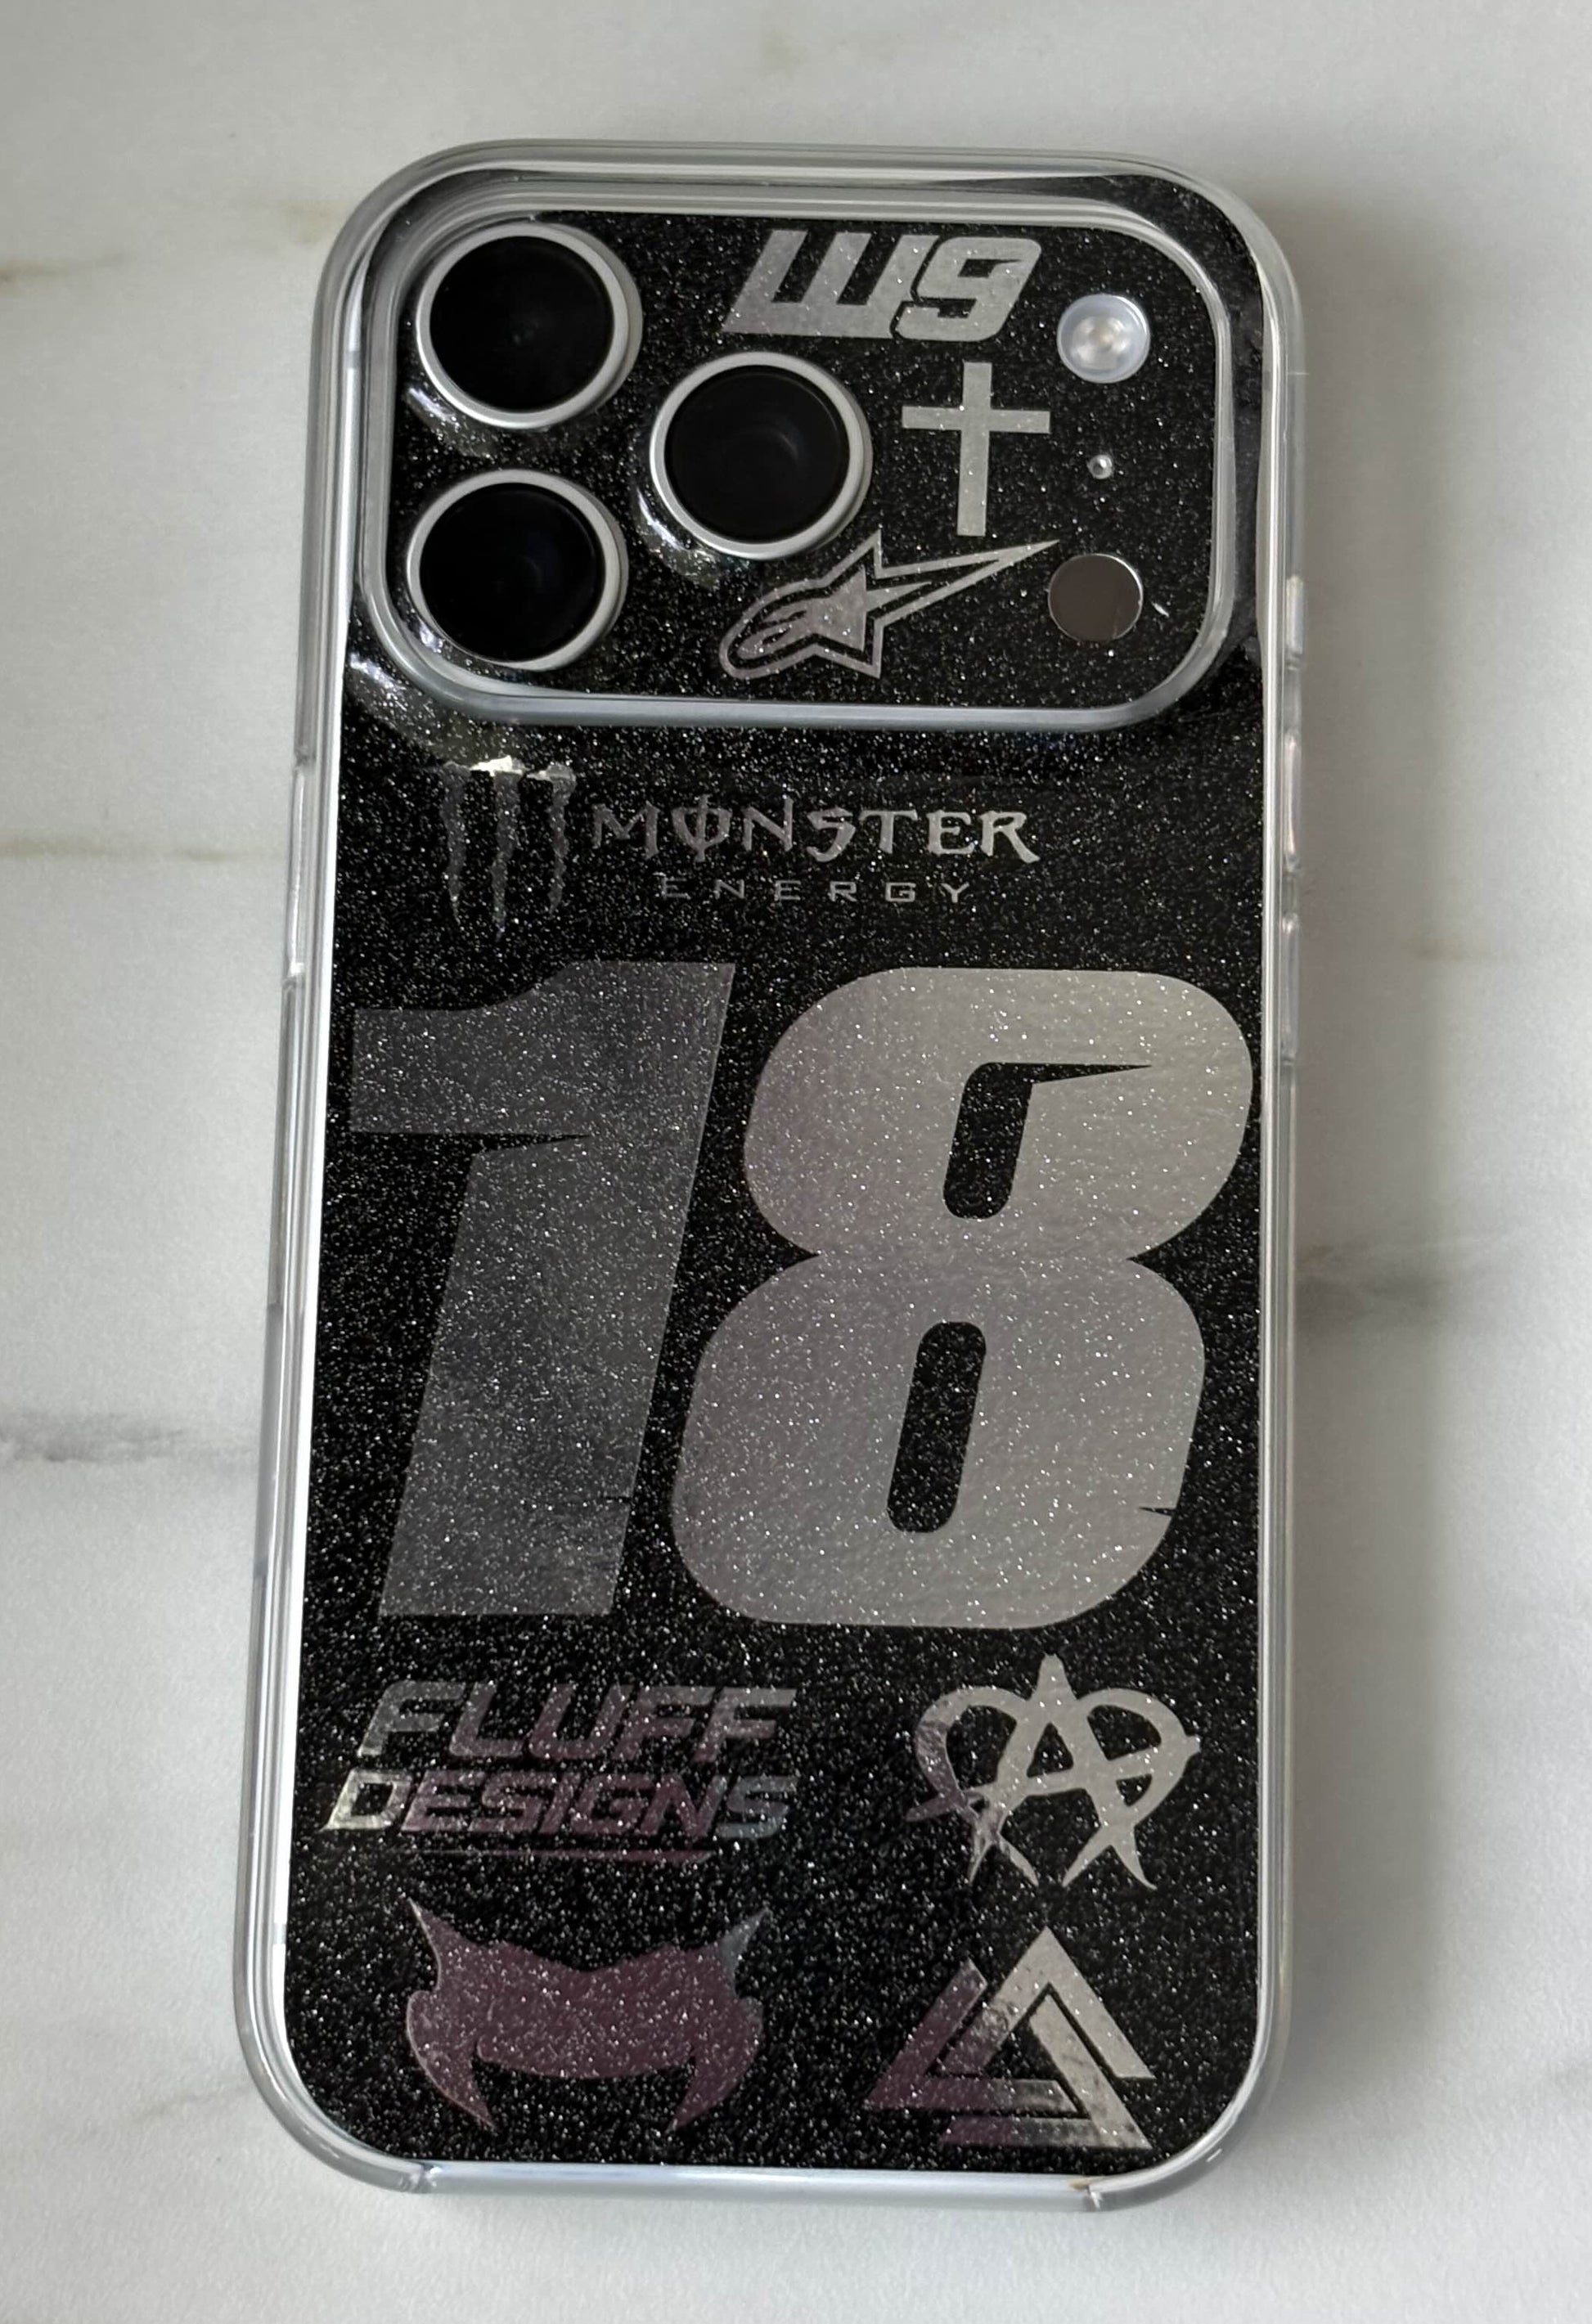 W9
MONSTER
ENERGY
18
FLUFF
DESIGNS